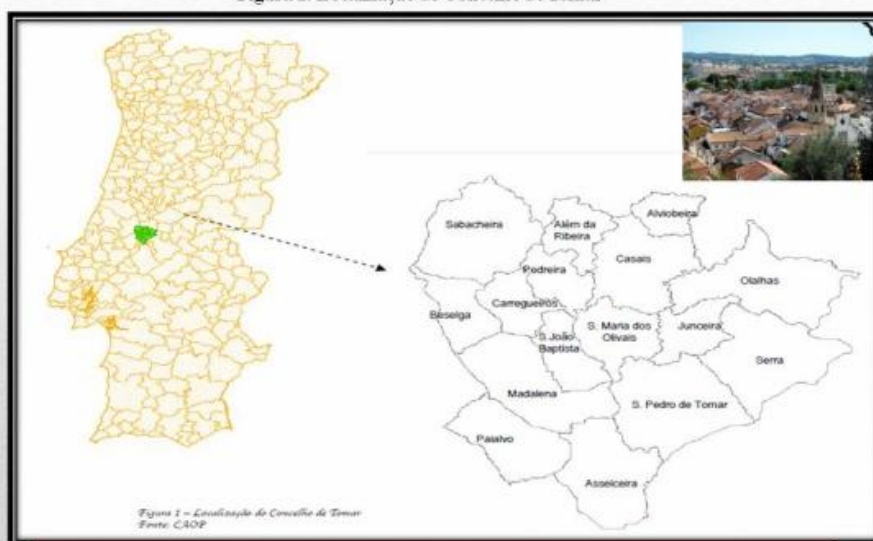 Sabacheira
Além da
Ribeira
Alviobeira
Pedreira
Casais
Olalhas
Carregueiros
Beselga
S. João
Baptista
S. Maria dos
Olivais
Junceira
Serra
Madalena
S. Pedro de Tomar
Paialvo
Asseiceira
Figura 1 – Localização do Concelho de Tomar
Fonte: CAOP